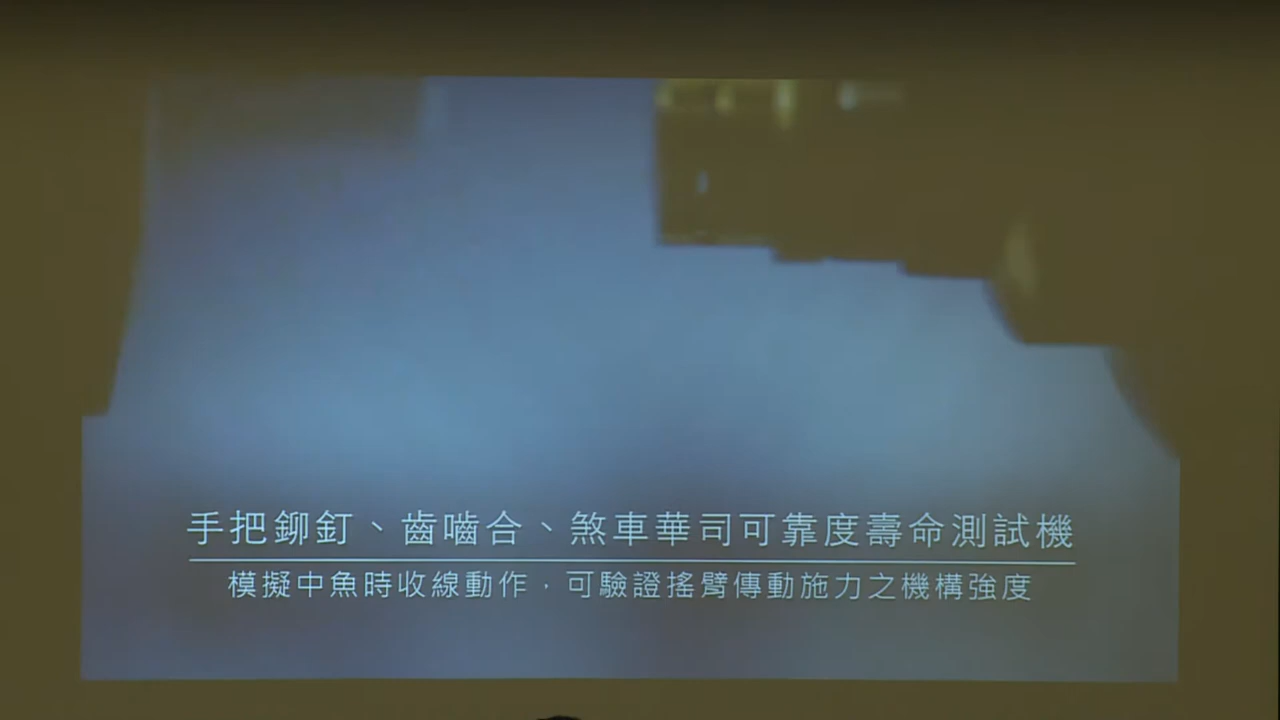 手把鉚釘、齒嚙合、煞車華司可靠度壽命測試機
模擬中魚時收線動作，可驗證搖臂傳動施力之機構強度